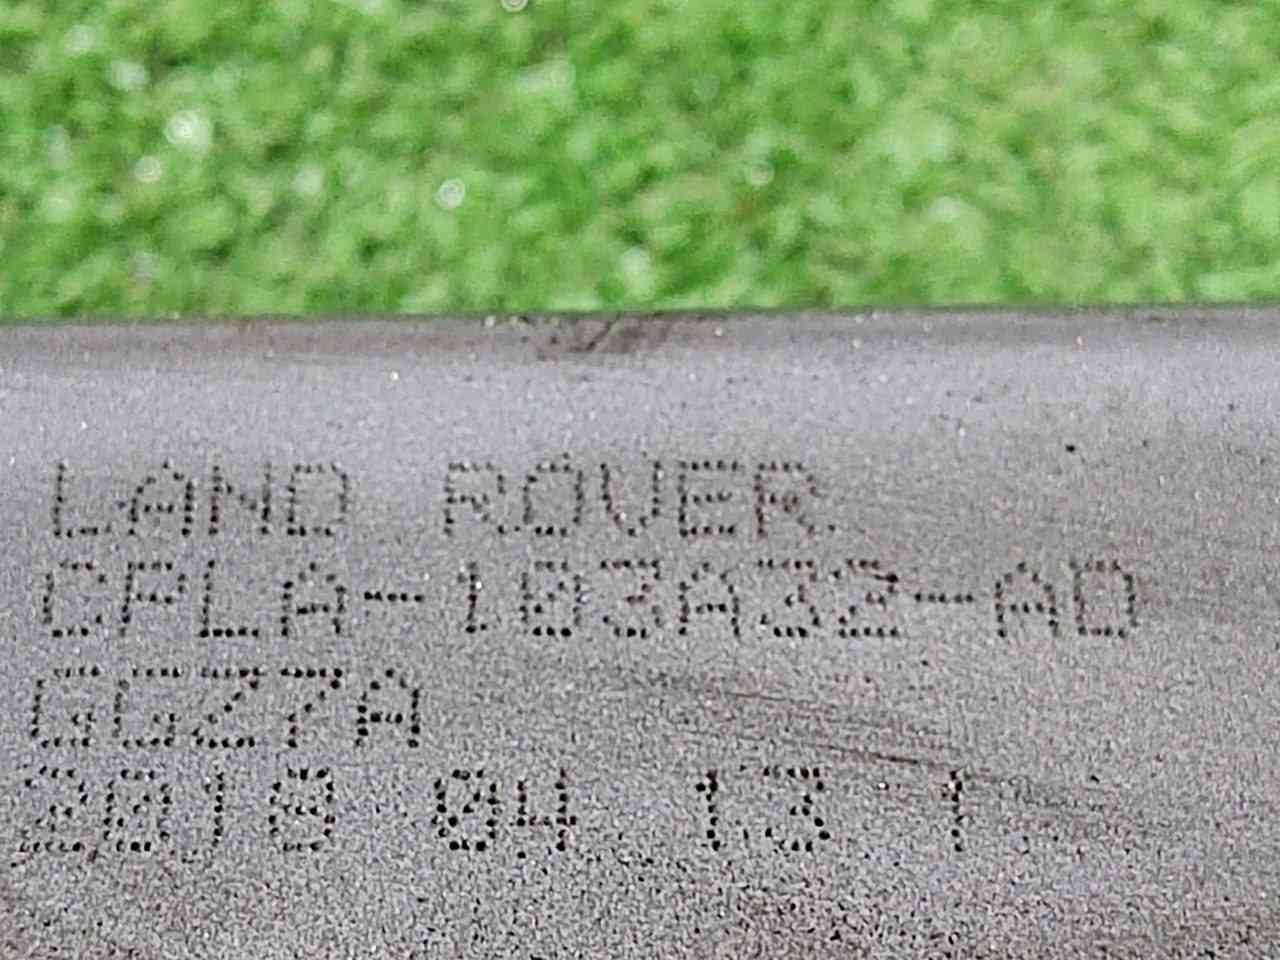 LAND ROVER
CPLA-103A32-AD
GGZ7A
2018 04 13 1